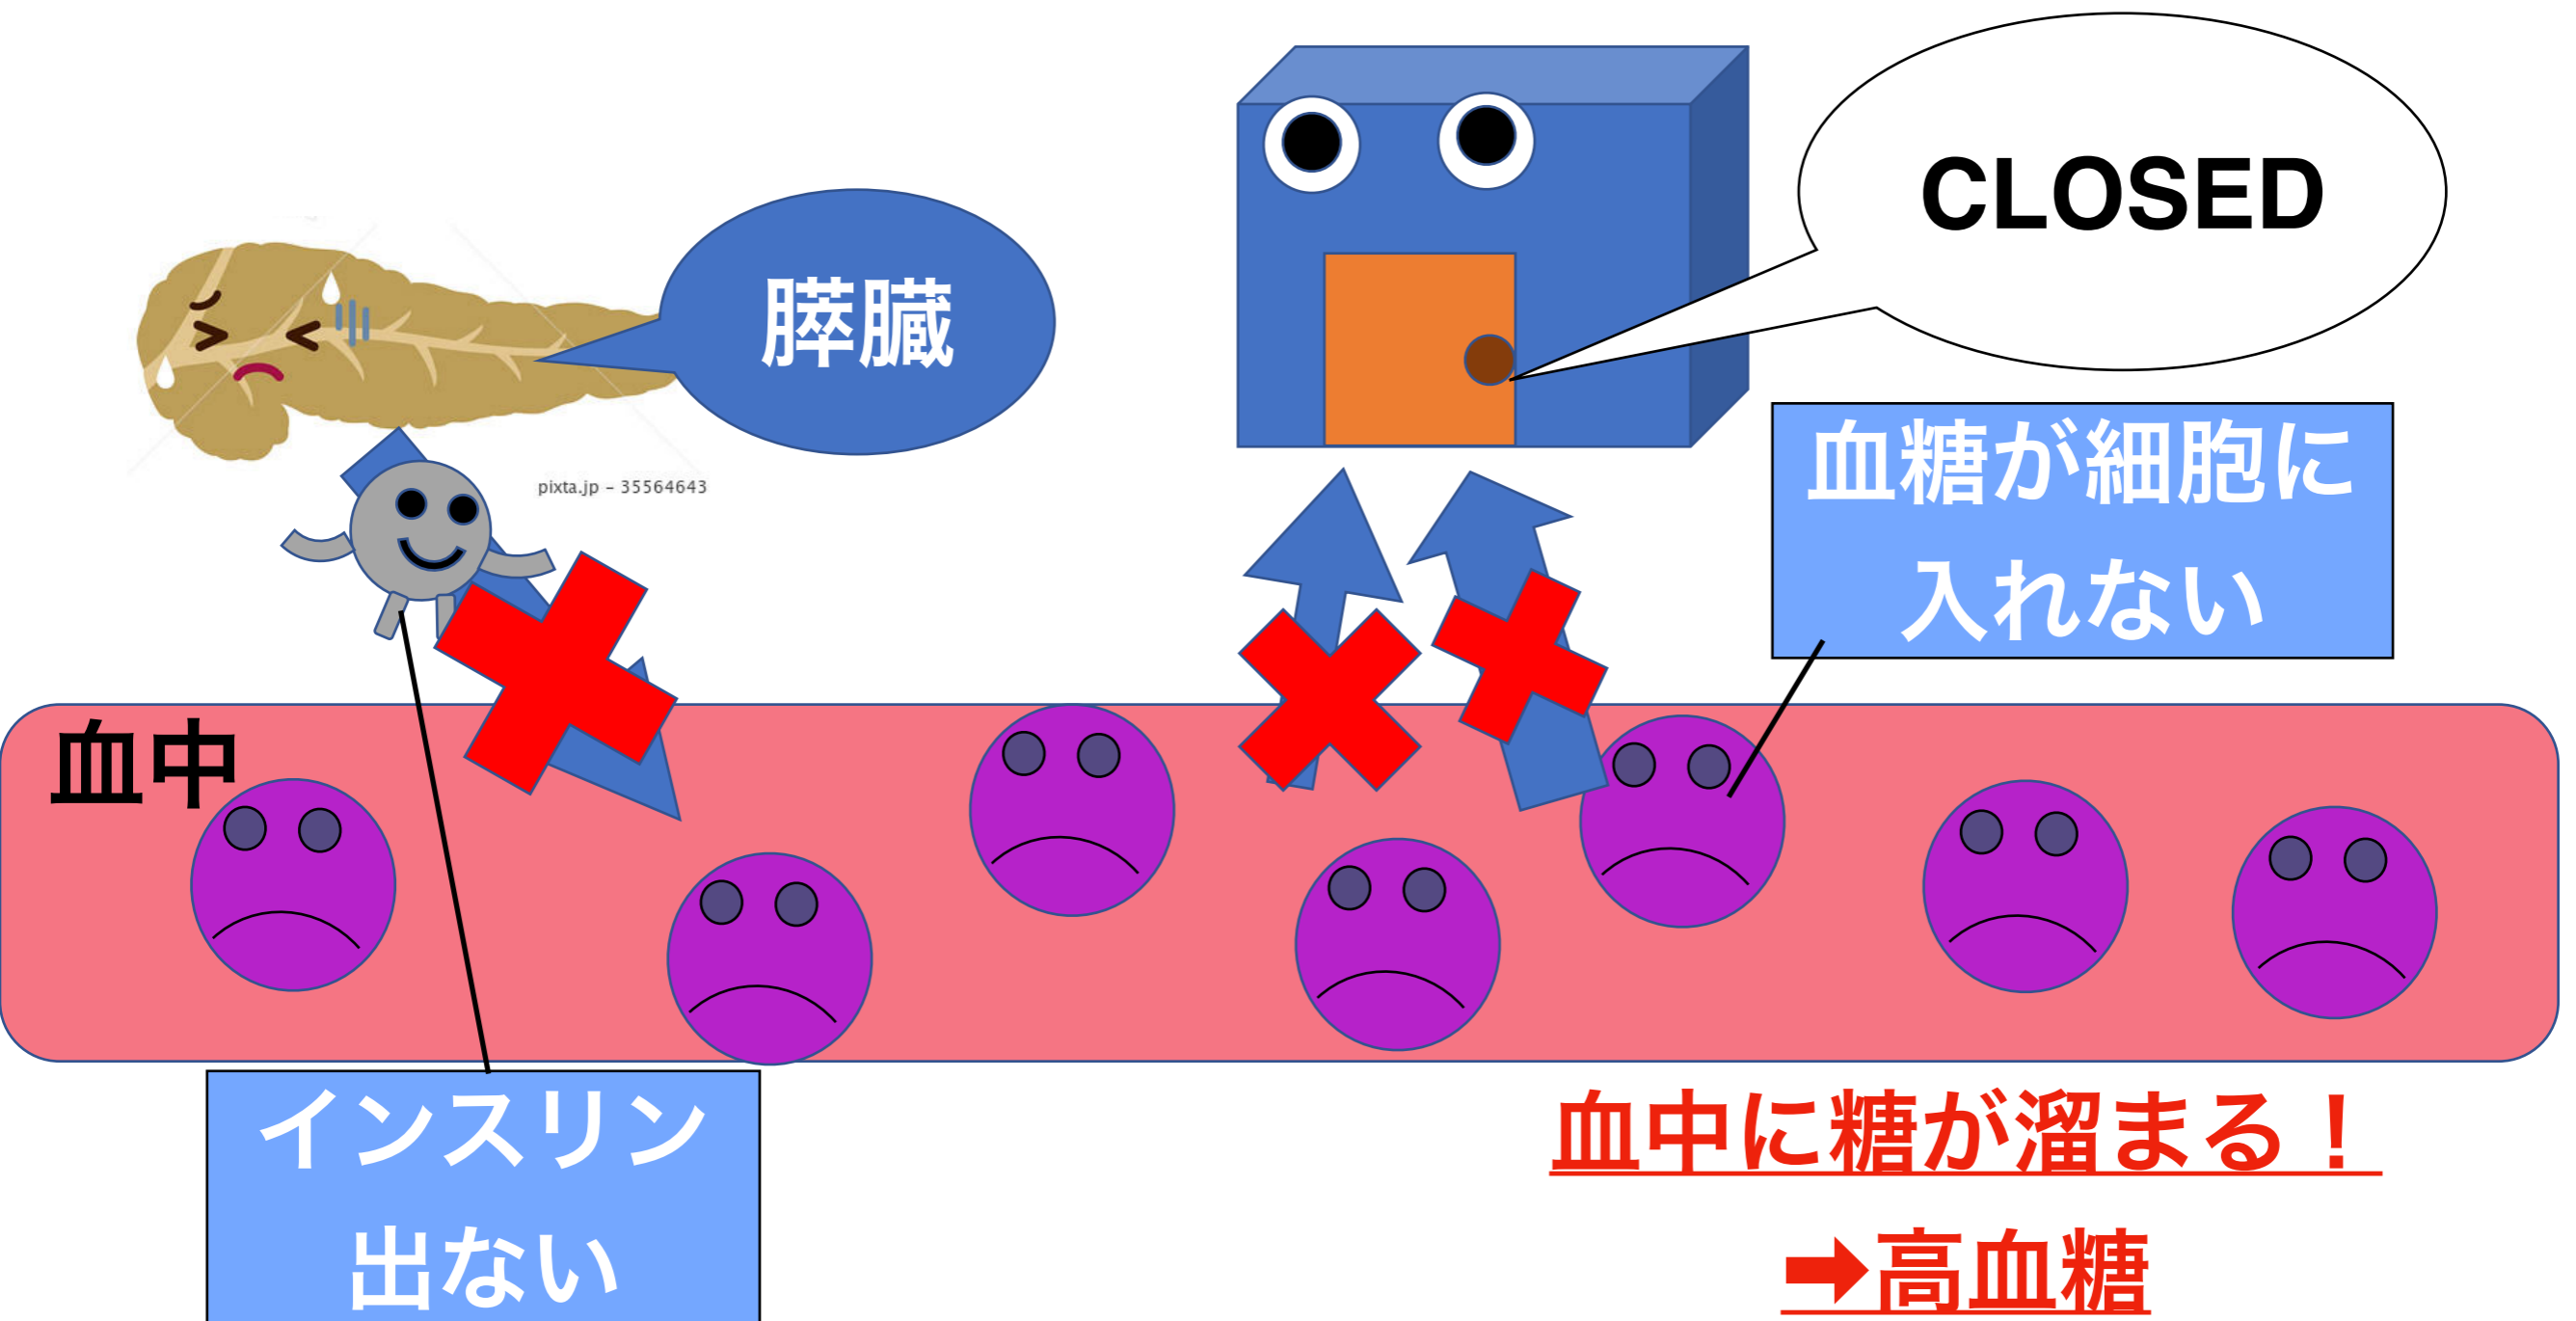 膵臓
CLOSED
pixta.jp - 35564643
血糖が細胞に
入れない
血中
インスリン
出ない
血中に糖が溜まる！
➡高血糖